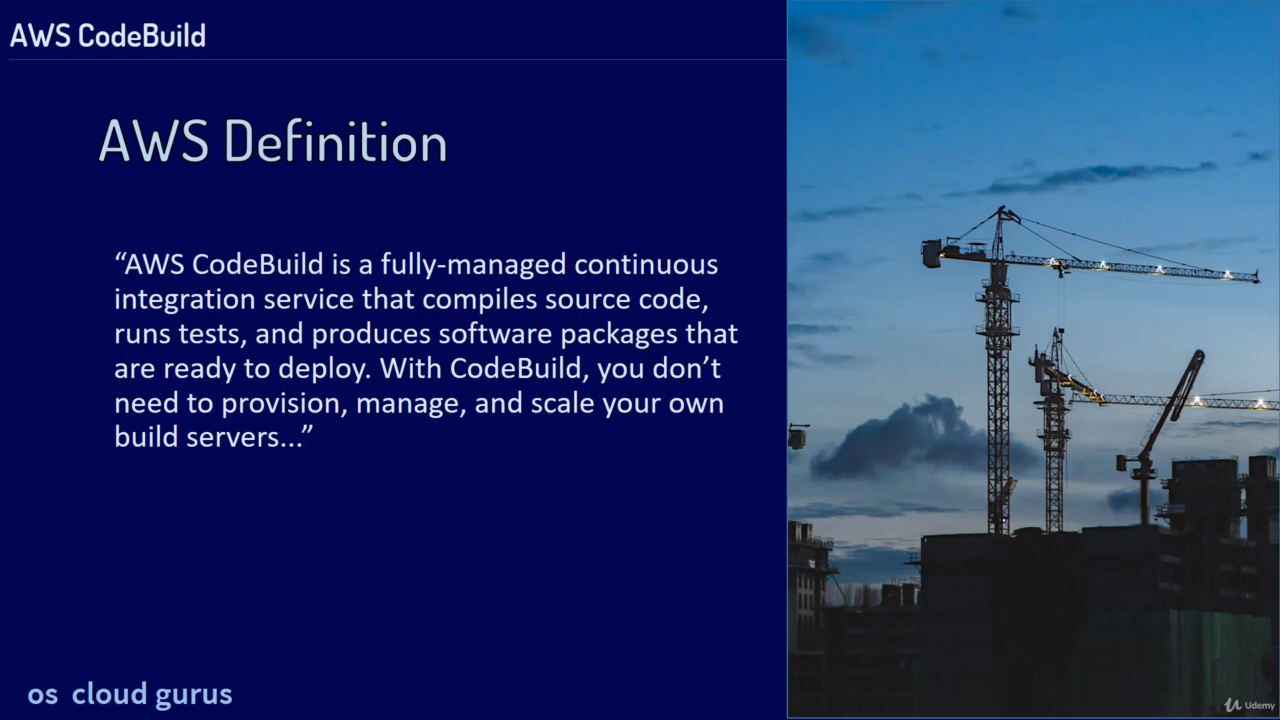 AWS CodeBuild
AWS Definition
“AWS CodeBuild is a fully-managed continuous
integration service that compiles source code,
runs tests, and produces software packages that
are ready to deploy. With CodeBuild, you don’t
need to provision, manage, and scale your own
build servers...”
os cloud gurus
Udemy